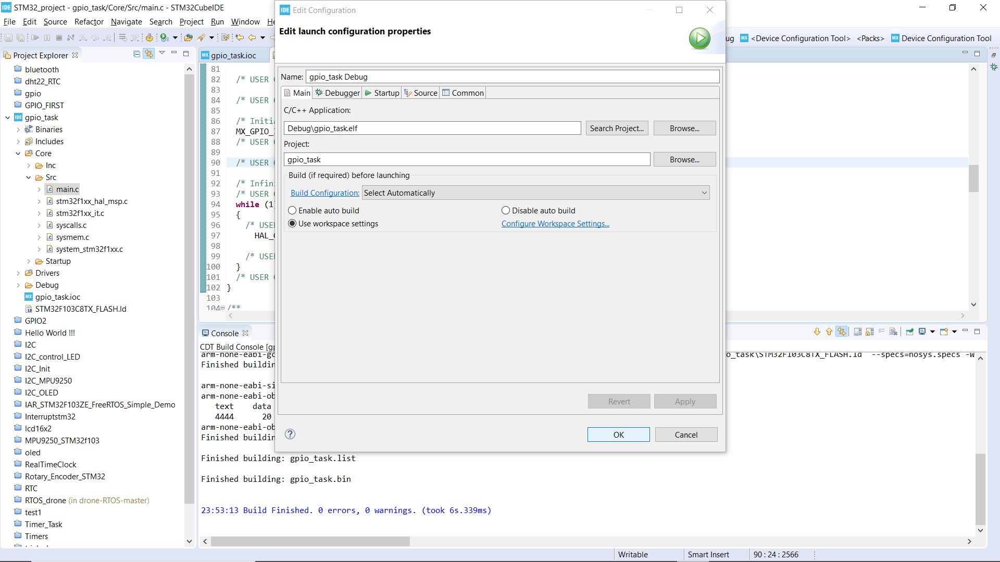 IDE STM32_project - gpio_task/Core/Src/main.c - STM32CubeIDE
File Edit Source Refactor Navigate Search Project Run Window He
ug MX <Device Configuration Tool> <Packs> MX Device Configuration Tool
Project Explorer
bluetooth
dht22_RTC
gpio
GPIO_FIRST
IDE gpio_task
Binaries
Includes
Core
Inc
Src
main.c
stm32f1xx_hal_msp.c
stm32f1xx_it.c
syscalls.c
sysmem.c
system_stm32f1xx.c
Startup
Drivers
Debug
MX gpio_task.ioc
STM32F103C8TX_FLASH.ld
GPIO2
Hello World !!!
I2C
I2C_control_LED
I2C_Init
I2C_MPU9250
I2C_OLED
IAR_STM32F103ZE_FreeRTOS_Simple_Demo
Interruptstm32
lcd16x2
MPU9250_STM32f103
oled
RealTimeClock
Rotary_Encoder_STM32
RTC
RTOS_drone (in drone-RTOS-master)
test1
Timer_Task
Timers
MX gpio_task.ioc
81
82 /* USER
83
84 /* USER
85
86 /* Initi
87 MX_GPIO_
88 /* USER
89
90 /* USER
91
92 /* Infin
93 /* USER
94 while (1
95 {
96 /* USE
97 HAL_
98
99 /* USE
100 }
101 /* USER
102 }
103
104 /**
IDE Edit Configuration
Edit launch configuration properties
Name: gpio_task Debug
Main Debugger Startup Source Common
C/C++ Application:
Debug\gpio_task.elf Search Project... Browse...
Project:
gpio_task Browse...
Build (if required) before launching
Build Configuration: Select Automatically
Enable auto build Disable auto build
Use workspace settings Configure Workspace Settings...
Revert Apply
OK Cancel
Console
CDT Build Console [gp
arm-none-eabi-gc o_task\STM32F103C8TX_FLASH.ld --specs=nosys.specs -W
Finished buildin
arm-none-eabi-si
arm-none-eabi-ob
text data
4444 20
arm-none-eabi-ob
Finished buildin
Finished building: gpio_task.list
Finished building: gpio_task.bin
23:53:13 Build Finished. 0 errors, 0 warnings. (took 6s.339ms)
Writable Smart Insert 90 : 24 : 2566